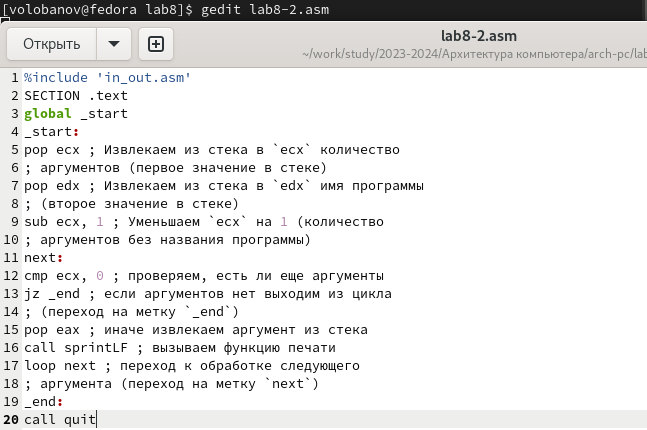 [volobanov@fedora lab8]$ gedit lab8-2.asm
Открыть
lab8-2.asm
~/work/study/2023-2024/Архитектура компьютера/arch-pc/lab
1 %include 'in_out.asm'
2 SECTION .text
3 global _start
4 _start:
5 pop ecx ; Извлекаем из стека в `ecx` количество
6 ; аргументов (первое значение в стеке)
7 pop edx ; Извлекаем из стека в `edx` имя программы
8 ; (второе значение в стеке)
9 sub ecx, 1 ; Уменьшаем `ecx` на 1 (количество
10 ; аргументов без названия программы)
11 next:
12 cmp ecx, 0 ; проверяем, есть ли еще аргументы
13 jz _end ; если аргументов нет выходим из цикла
14 ; (переход на метку `_end`)
15 pop eax ; иначе извлекаем аргумент из стека
16 call sprintLF ; вызываем функцию печати
17 loop next ; переход к обработке следующего
18 ; аргумента (переход на метку `next`)
19 _end:
20 call quit